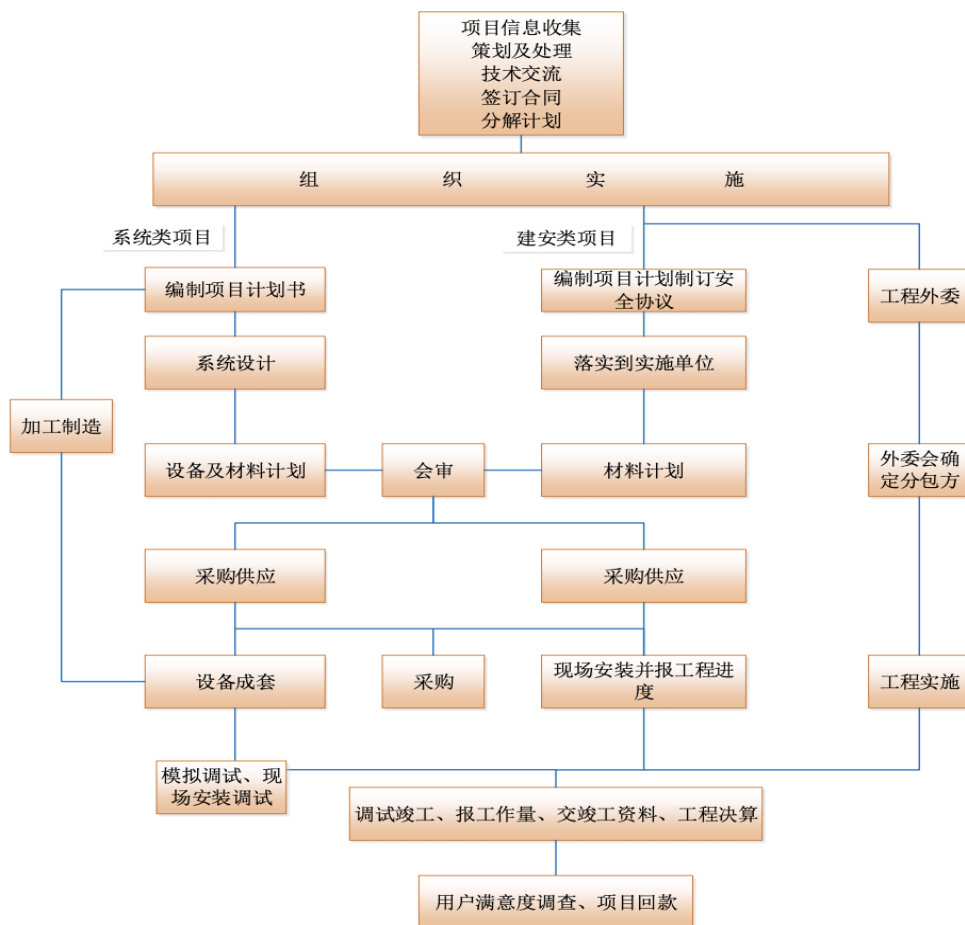 项目信息收集
策划及处理
技术交流
签订合同
分解计划
组织实施
系统类项目
建安类项目
编制项目计划书
编制项目计划制订安
全协议
工程外委
系统设计
落实到实施单位
加工制造
设备及材料计划
会审
材料计划
外委会确
定分包方
采购供应
采购供应
设备成套
采购
现场安装并报工程进
度
工程实施
模拟调试、现
场安装调试
调试竣工、报工作量、交竣工资料、工程决算
用户满意度调查、项目回款